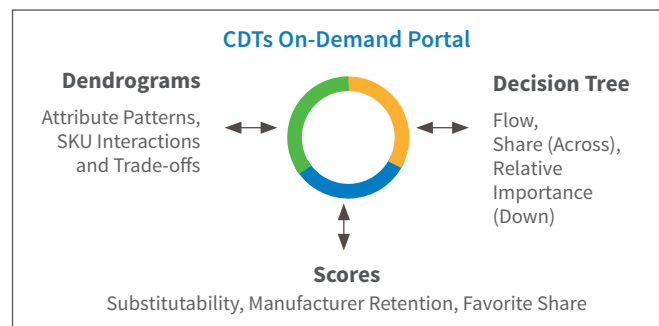 CDTs On-Demand Portal
Dendrograms
Attribute Patterns,
SKU Interactions
and Trade-offs
Decision Tree
Flow,
Share (Across),
Relative
Importance
(Down)
Scores
Substitutability, Manufacturer Retention, Favorite Share